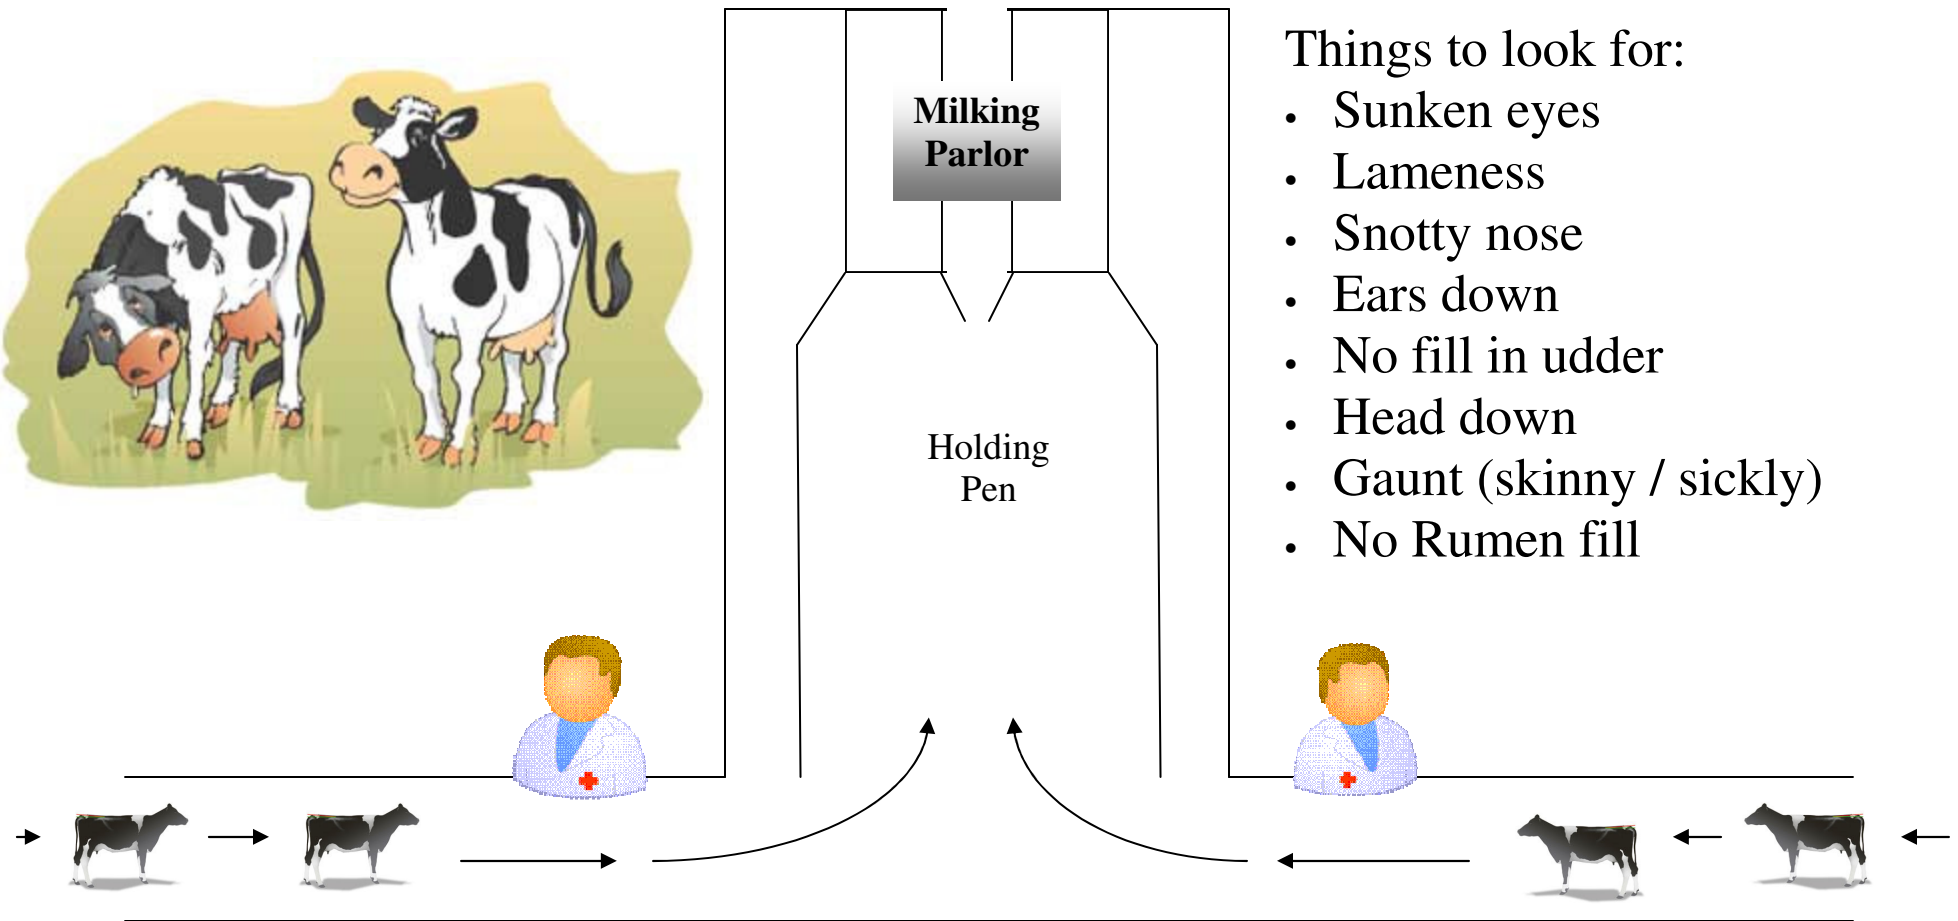 Milking
Parlor
Holding
Pen
Things to look for:
• Sunken eyes
• Lameness
• Snotty nose
• Ears down
• No fill in udder
• Head down
• Gaunt (skinny / sickly)
• No Rumen fill